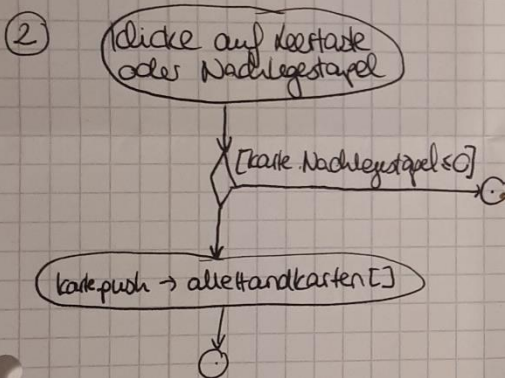 2
klicke auf Leertaste
oder Nachlegestapel
[karte.Nachlegestapel ≤ 0]
karte.push → alleHandkarten[]